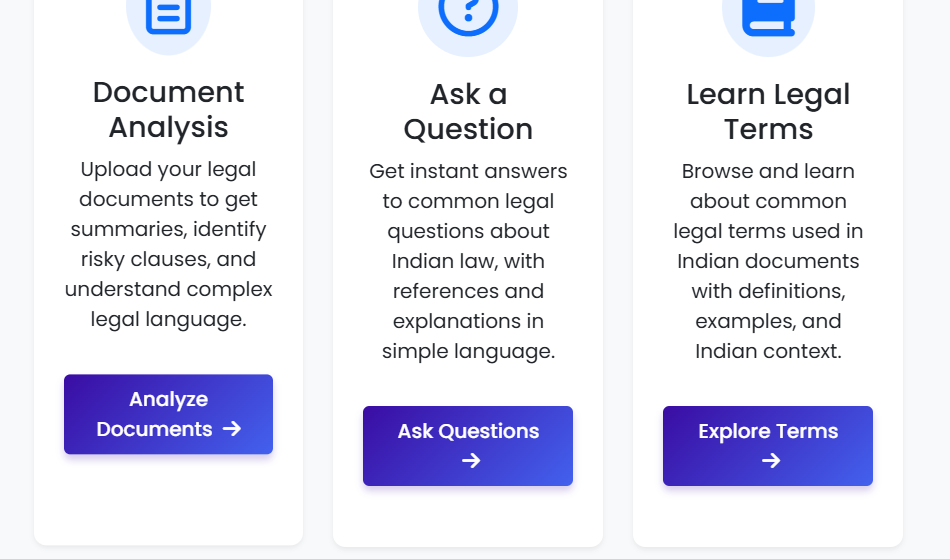 Document
Analysis
Upload your legal
documents to get
summaries, identify
risky clauses, and
understand complex
legal language.
Analyze
Documents →
Ask a
Question
Get instant answers
to common legal
questions about
Indian law, with
references and
explanations in
simple language.
Ask Questions
→
Learn Legal
Terms
Browse and learn
about common
legal terms used in
Indian documents
with definitions,
examples, and
Indian context.
Explore Terms
→